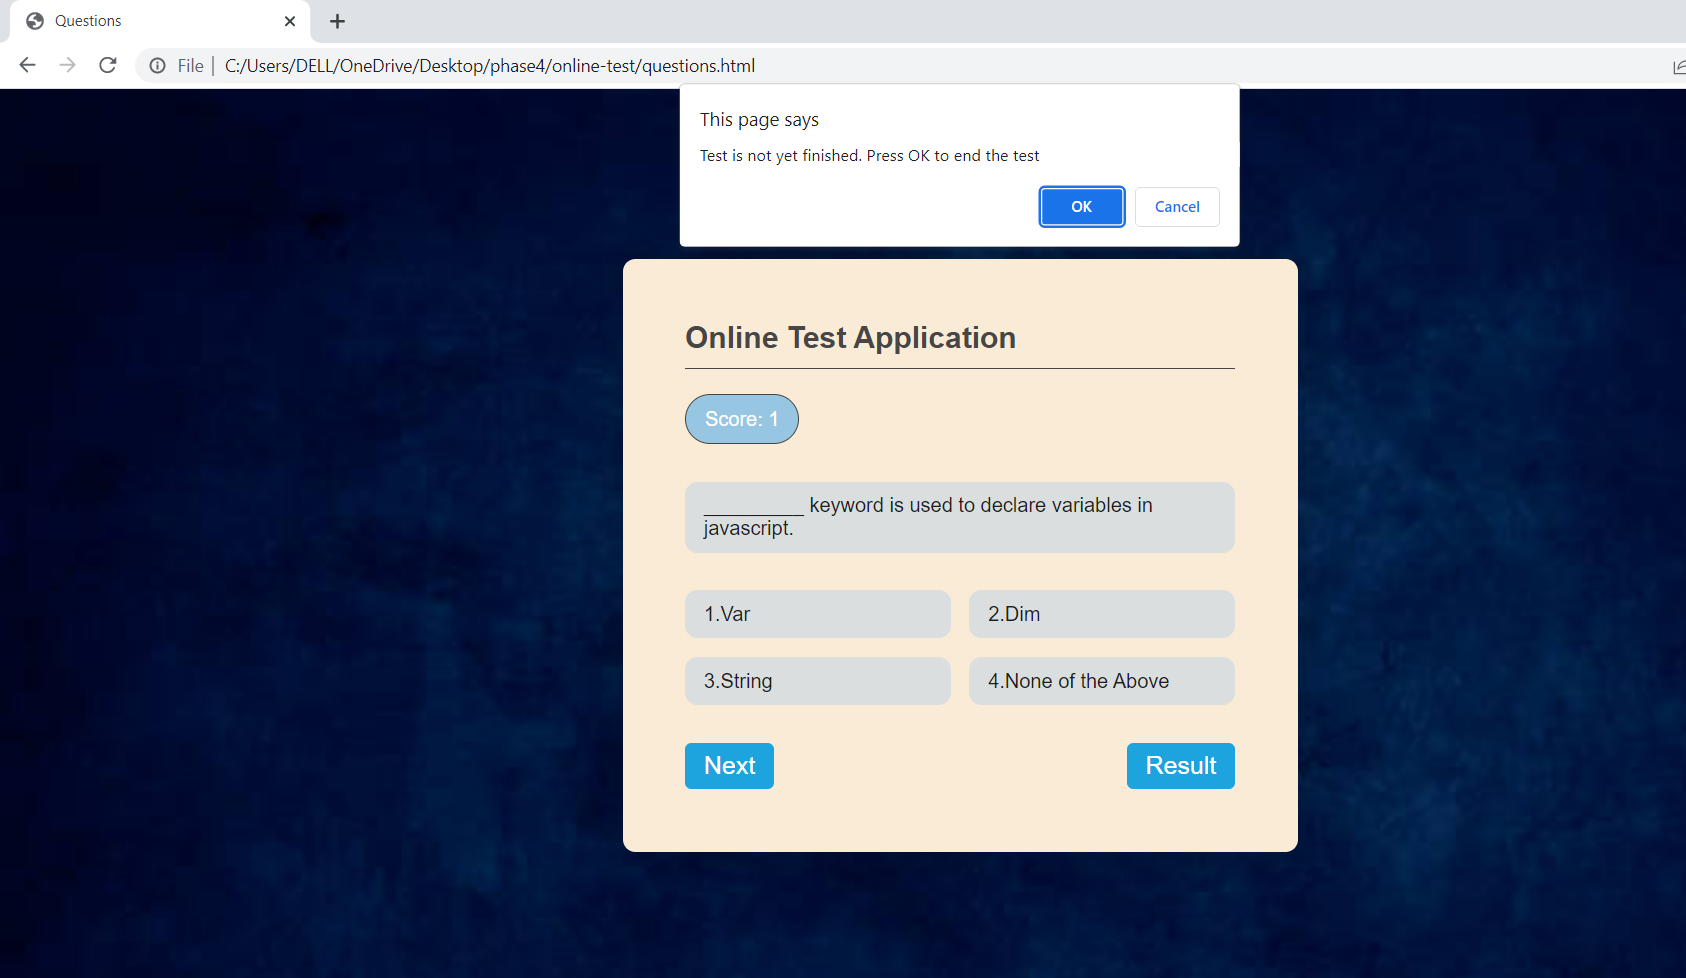 Questions
File | C:/Users/DELL/OneDrive/Desktop/phase4/online-test/questions.html
This page says
Test is not yet finished. Press OK to end the test
OK Cancel
Online Test Application
Score: 1
_________ keyword is used to declare variables in
javascript.
1.Var 2.Dim
3.String 4.None of the Above
Next Result